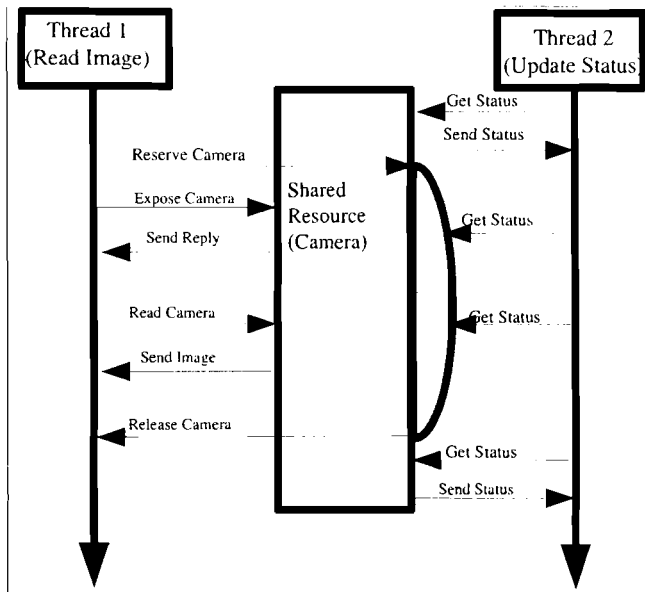 Thread 1
(Read Image)
Thread 2
(Update Status)
Get Status
Send Status
Reserve Camera
Shared
Resource
(Camera)
Expose Camera
Get Status
Send Reply
Read Camera
Get Status
Send Image
Release Camera
Get Status
Send Status